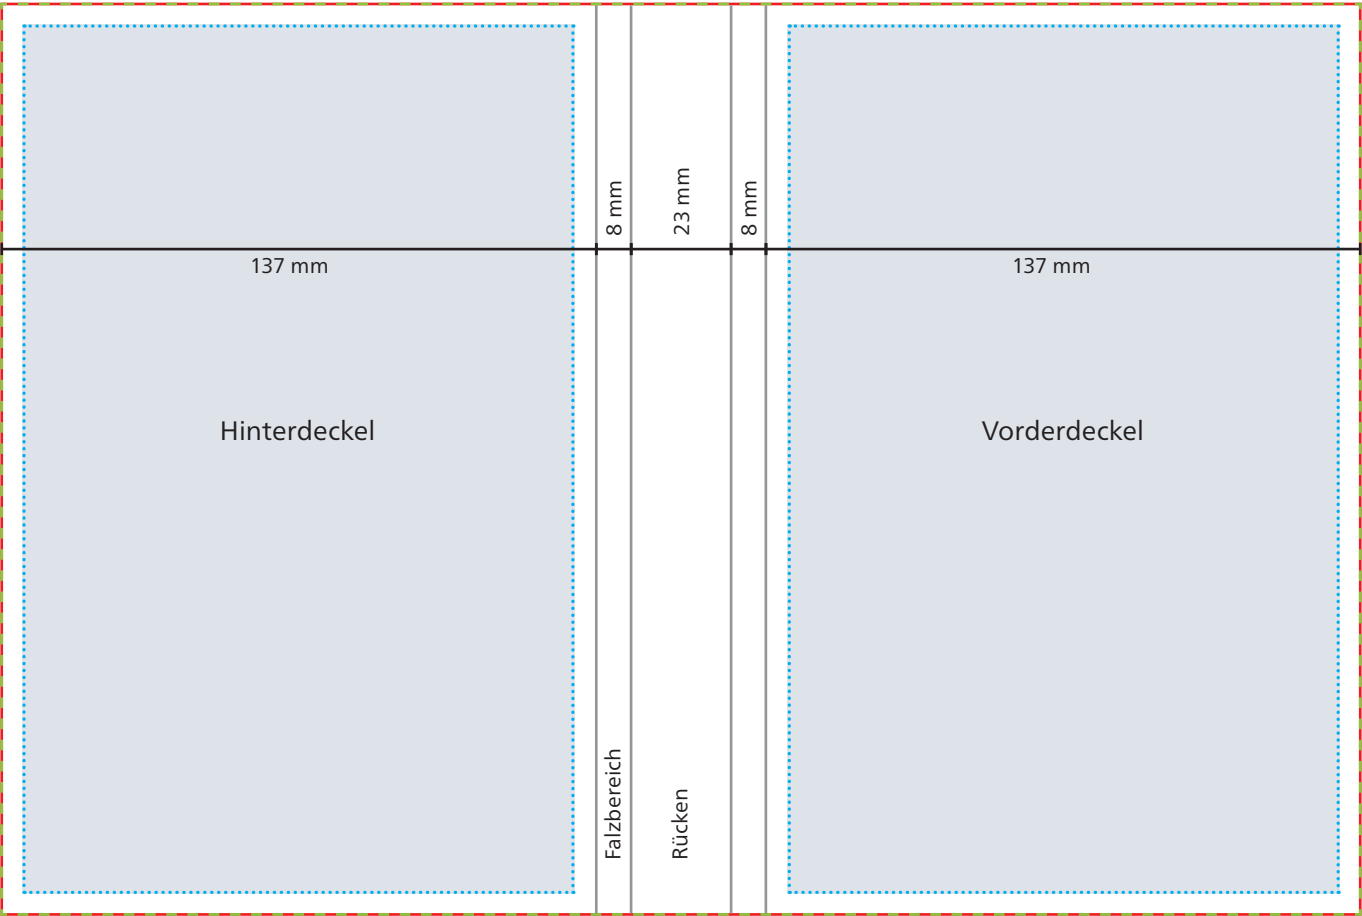 8 mm
23 mm
8 mm
137 mm
137 mm
Hinterdeckel
Vorderdeckel
Falzbereich
Rücken